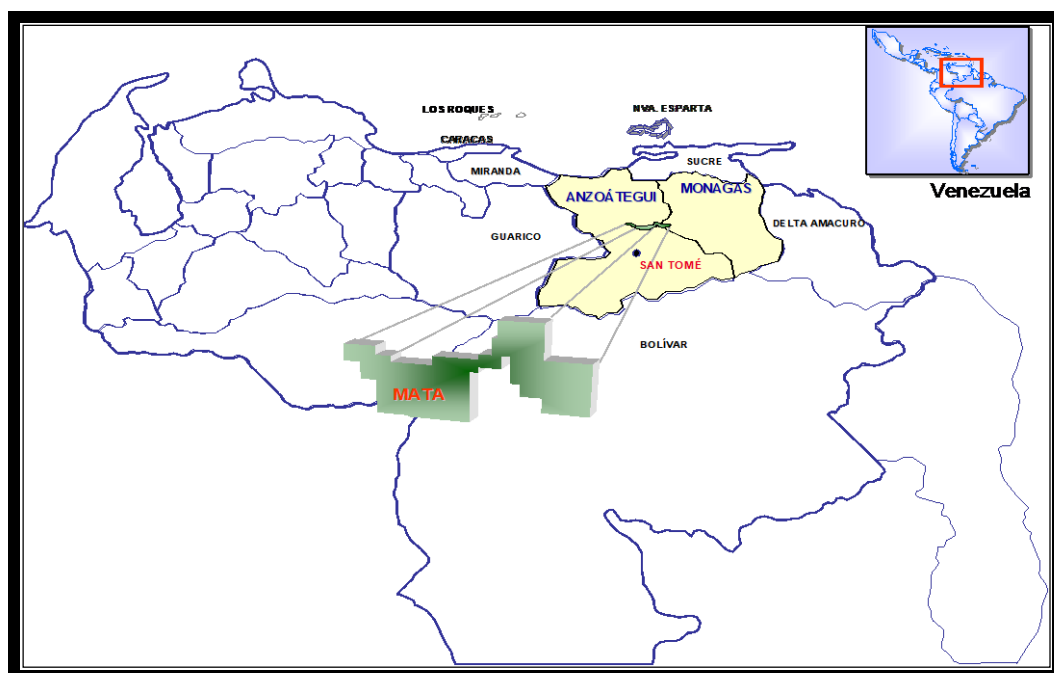 Venezuela
LOS ROQUES
NVA. ESPARTA
CARACAS
MIRANDA
SUCRE
ANZOÁTEGUI
MONAGAS
GUARICO
DELTA AMACURO
SAN TOMÉ
BOLÍVAR
MATA